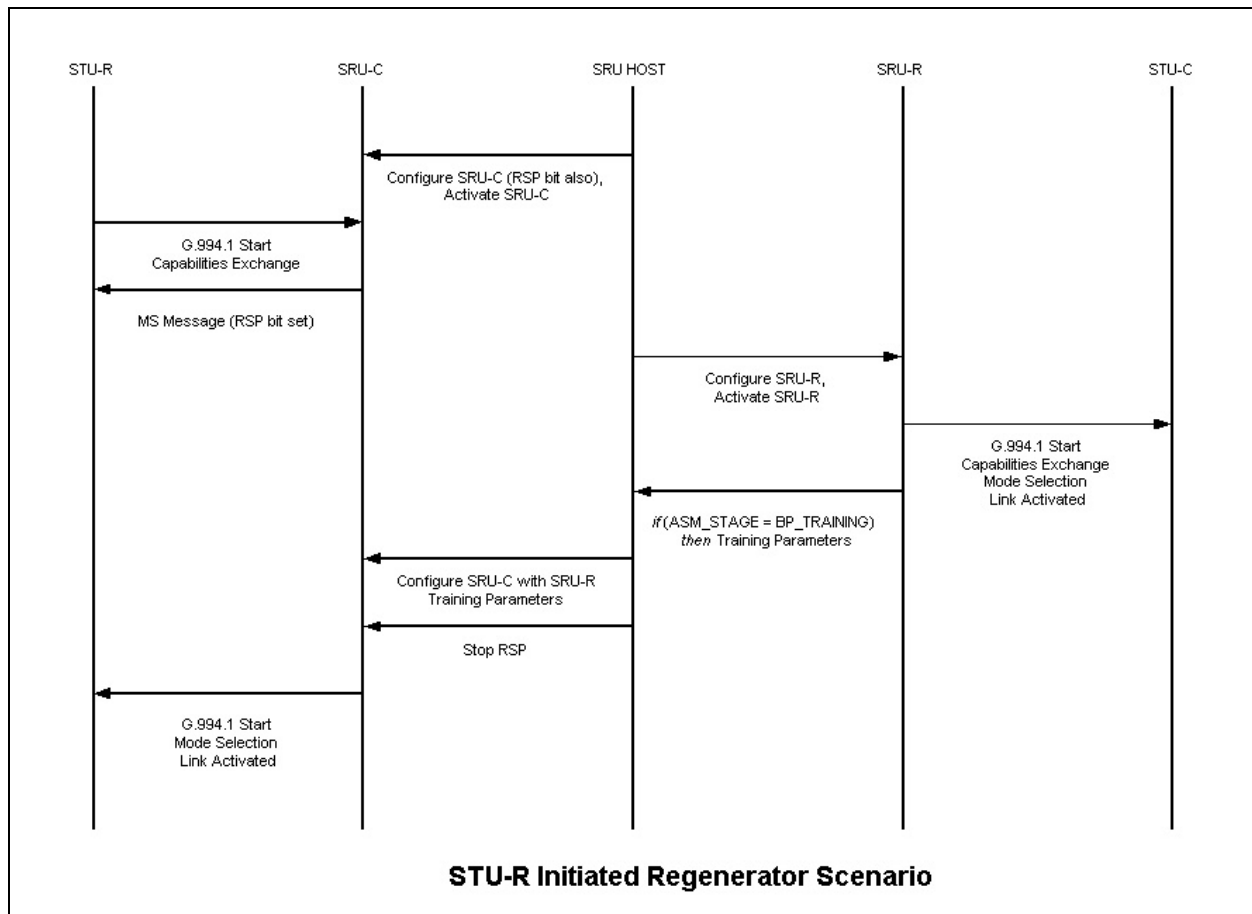 STU-R
SRU-C
SRU HOST
SRU-R
STU-C
Configure SRU-C (RSP bit also),
Activate SRU-C
G.994.1 Start
Capabilities Exchange
MS Message (RSP bit set)
Configure SRU-R,
Activate SRU-R
G.994.1 Start
Capabilities Exchange
Mode Selection
Link Activated
if(ASM_STAGE = BP_TRAINING)
then Training Parameters
Configure SRU-C with SRU-R
Training Parameters
Stop RSP
G.994.1 Start
Mode Selection
Link Activated
STU-R Initiated Regenerator Scenario